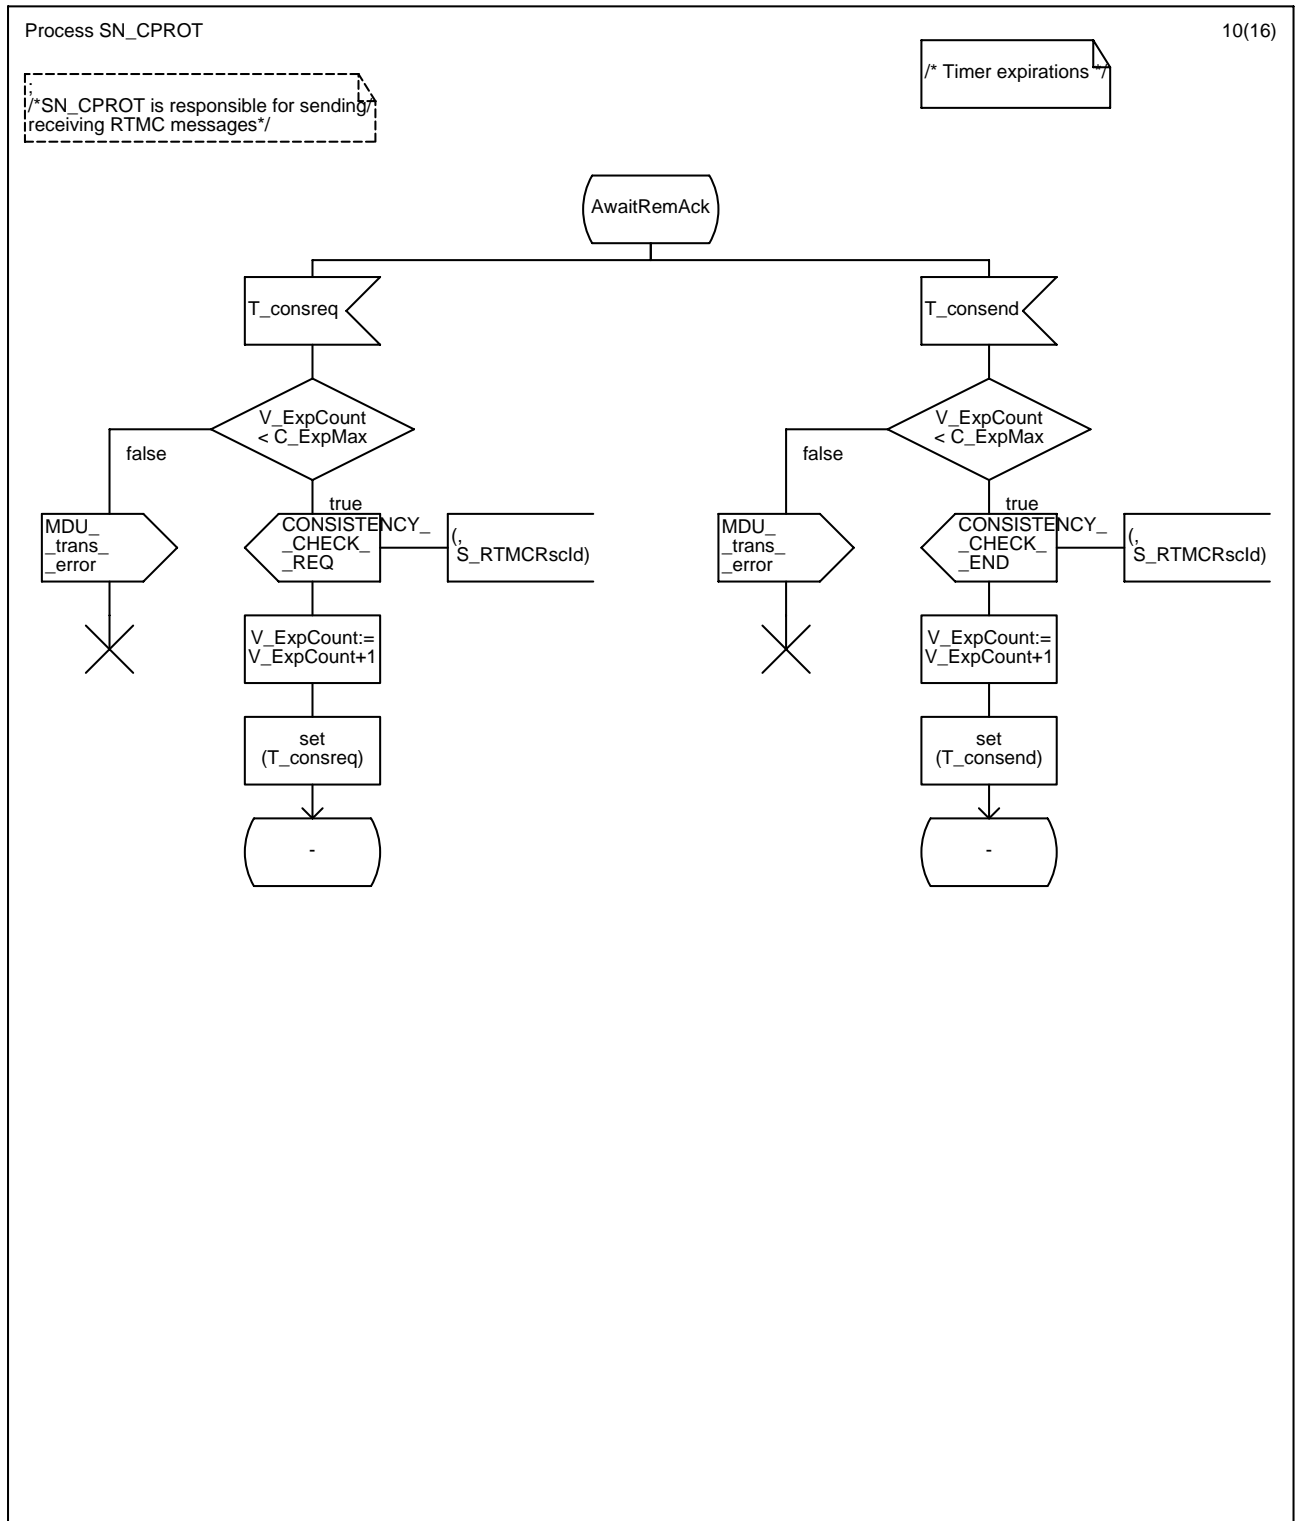 Process SN_CPROT
10(16)
;
/*SN_CPROT is responsible for sending/
receiving RTMC messages*/
/* Timer expirations */
AwaitRemAck
T_consreq
T_consend
V_ExpCount
< C_ExpMax
V_ExpCount
< C_ExpMax
false
false
true
true
MDU_
_trans_
_error
CONSISTENCY_
_CHECK_
_REQ
(,
S_RTMCRscId)
MDU_
_trans_
_error
CONSISTENCY_
_CHECK_
_END
(,
S_RTMCRscId)
V_ExpCount:=
V_ExpCount+1
V_ExpCount:=
V_ExpCount+1
set
(T_consreq)
set
(T_consend)
-
-